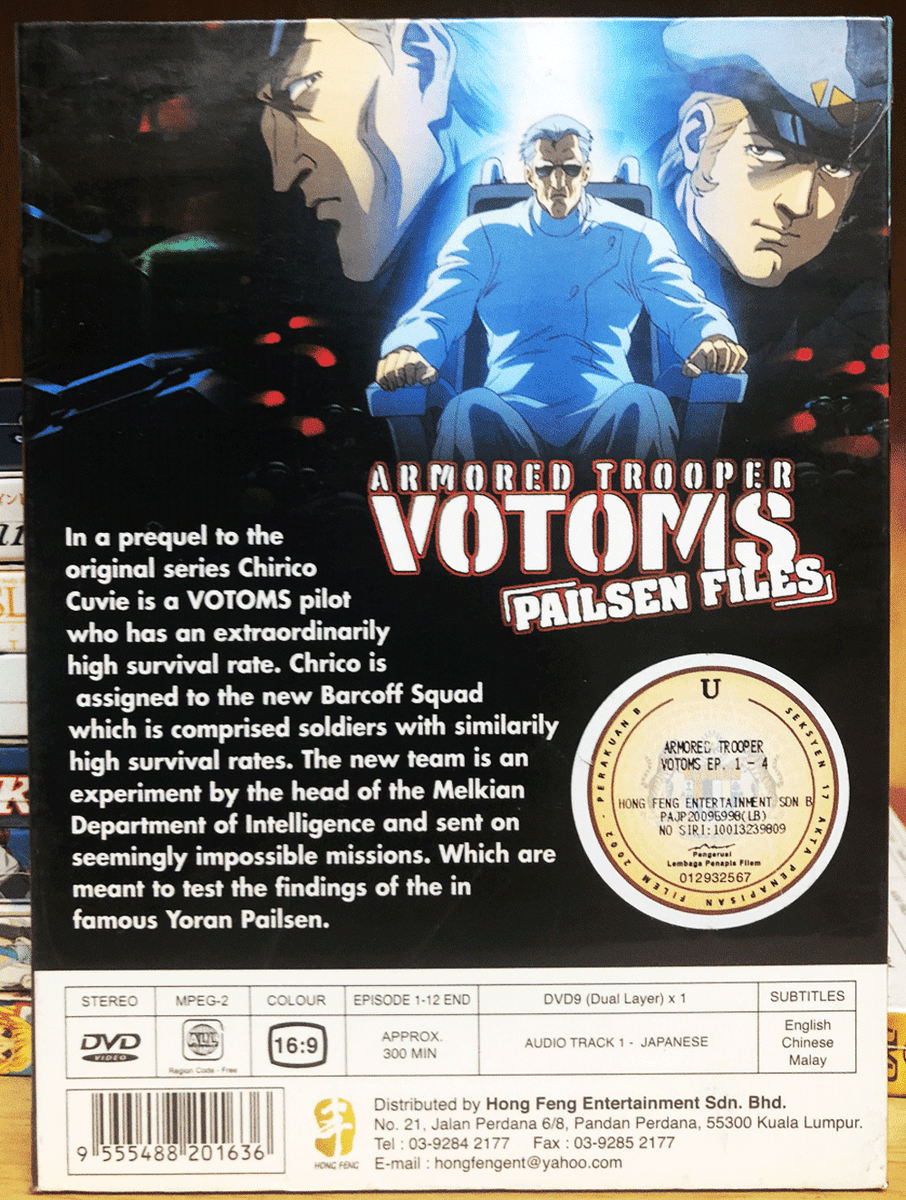 ARMORED TROOPER
VOTOMS
PAILSEN FILES
In a prequel to the
original series Chirico
Cuvie is a VOTOMS pilot
who has an extraordinarily
high survival rate. Chrico is
assigned to the new Barcoff Squad
which is comprised soldiers with similarily
high survival rates. The new team is an
experiment by the head of the Melkian
Department of Intelligence and sent on
seemingly impossible missions. Which are
meant to test the findings of the in
famous Yoran Pailsen.
U
PERAKUAN B
SEKSYEN 17 AKTA PENAPISAN FILEM 2002 -
ARMORED TROOPER
VOTOMS EP. 1 - 4
HONG FENG ENTERTAINMENT SDN B
PAJP20095998(LB)
NO SIRI:10013239809
Pengerusi
Lembaga Penapis Filem
012932567
STEREO
MPEG-2
COLOUR
EPISODE 1-12 END
DVD9 (Dual Layer) x 1
SUBTITLES
DVD
VIDEO
ALL
Region Code - Free
16:9
APPROX.
300 MIN
AUDIO TRACK 1 - JAPANESE
English
Chinese
Malay
9 555488 201636
HONG FENG
Distributed by Hong Feng Entertainment Sdn. Bhd.
No. 21, Jalan Perdana 6/8, Pandan Perdana, 55300 Kuala Lumpur.
Tel : 03-9284 2177 Fax : 03-9285 2177
E-mail : hongfengent@yahoo.com